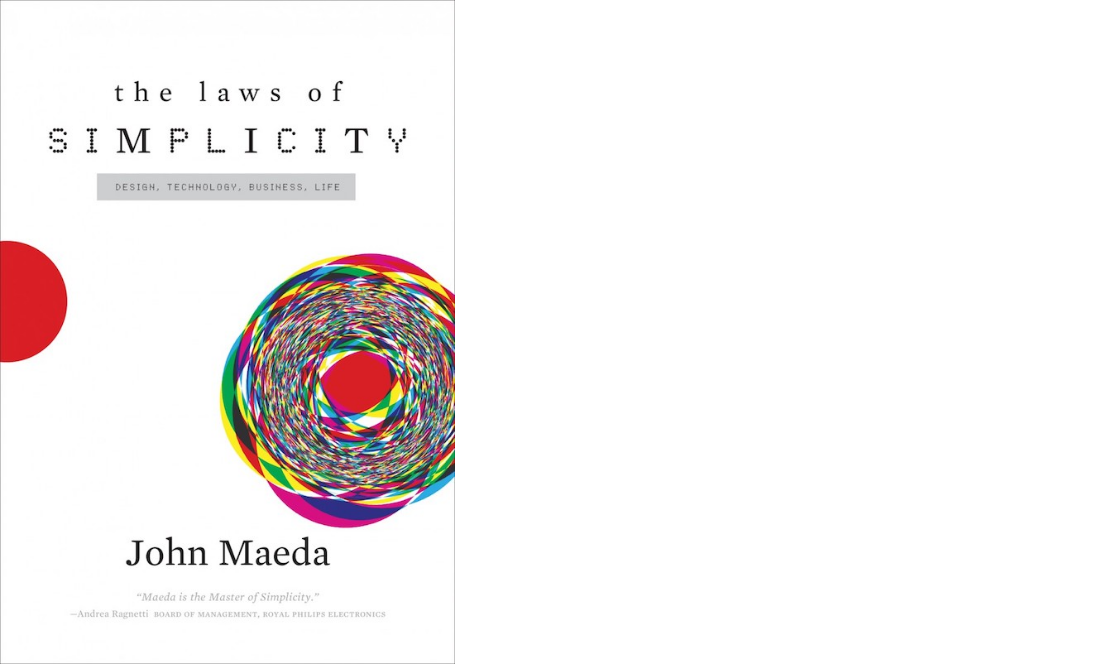 the laws of
SIMPLICITY
DESIGN, TECHNOLOGY, BUSINESS, LIFE
John Maeda
“Maeda is the Master of Simplicity.”
—Andrea Ragnetti BOARD OF MANAGEMENT, ROYAL PHILIPS ELECTRONICS